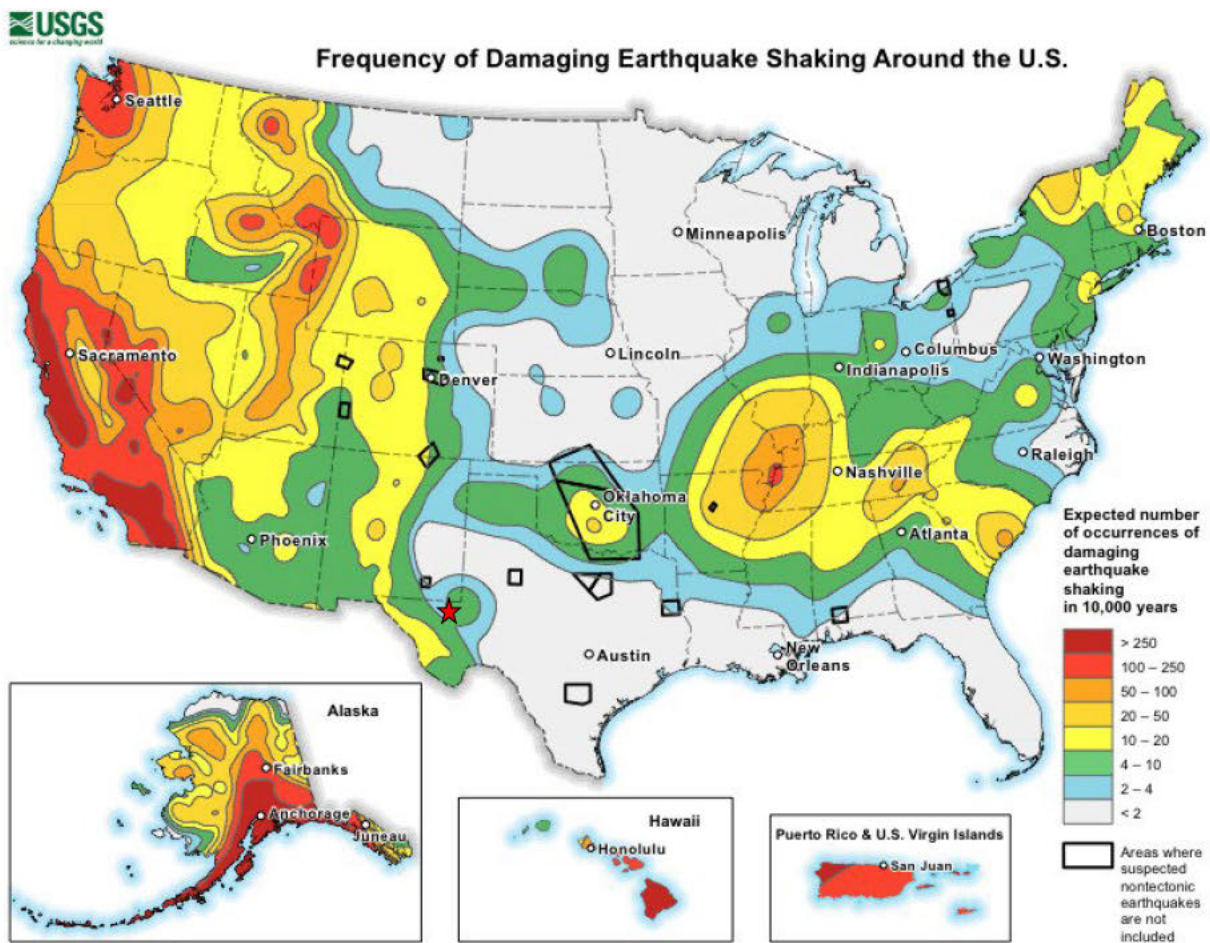 USGS
science for a changing world
Frequency of Damaging Earthquake Shaking Around the U.S.
Seattle
Minneapolis
Boston
Sacramento
Lincoln
Columbus
Washington
Indianapolis
Denver
Raleigh
Nashville
Oklahoma
City
Phoenix
Atlanta
Austin
New
Orleans
Expected number
of occurrences of
damaging
earthquake
shaking
in 10,000 years
> 250
100 – 250
50 – 100
20 – 50
10 – 20
4 – 10
2 – 4
< 2
Areas where
suspected
nontectonic
earthquakes
are not
included
Alaska
Fairbanks
Anchorage
Juneau
Hawaii
Honolulu
Puerto Rico & U.S. Virgin Islands
San Juan